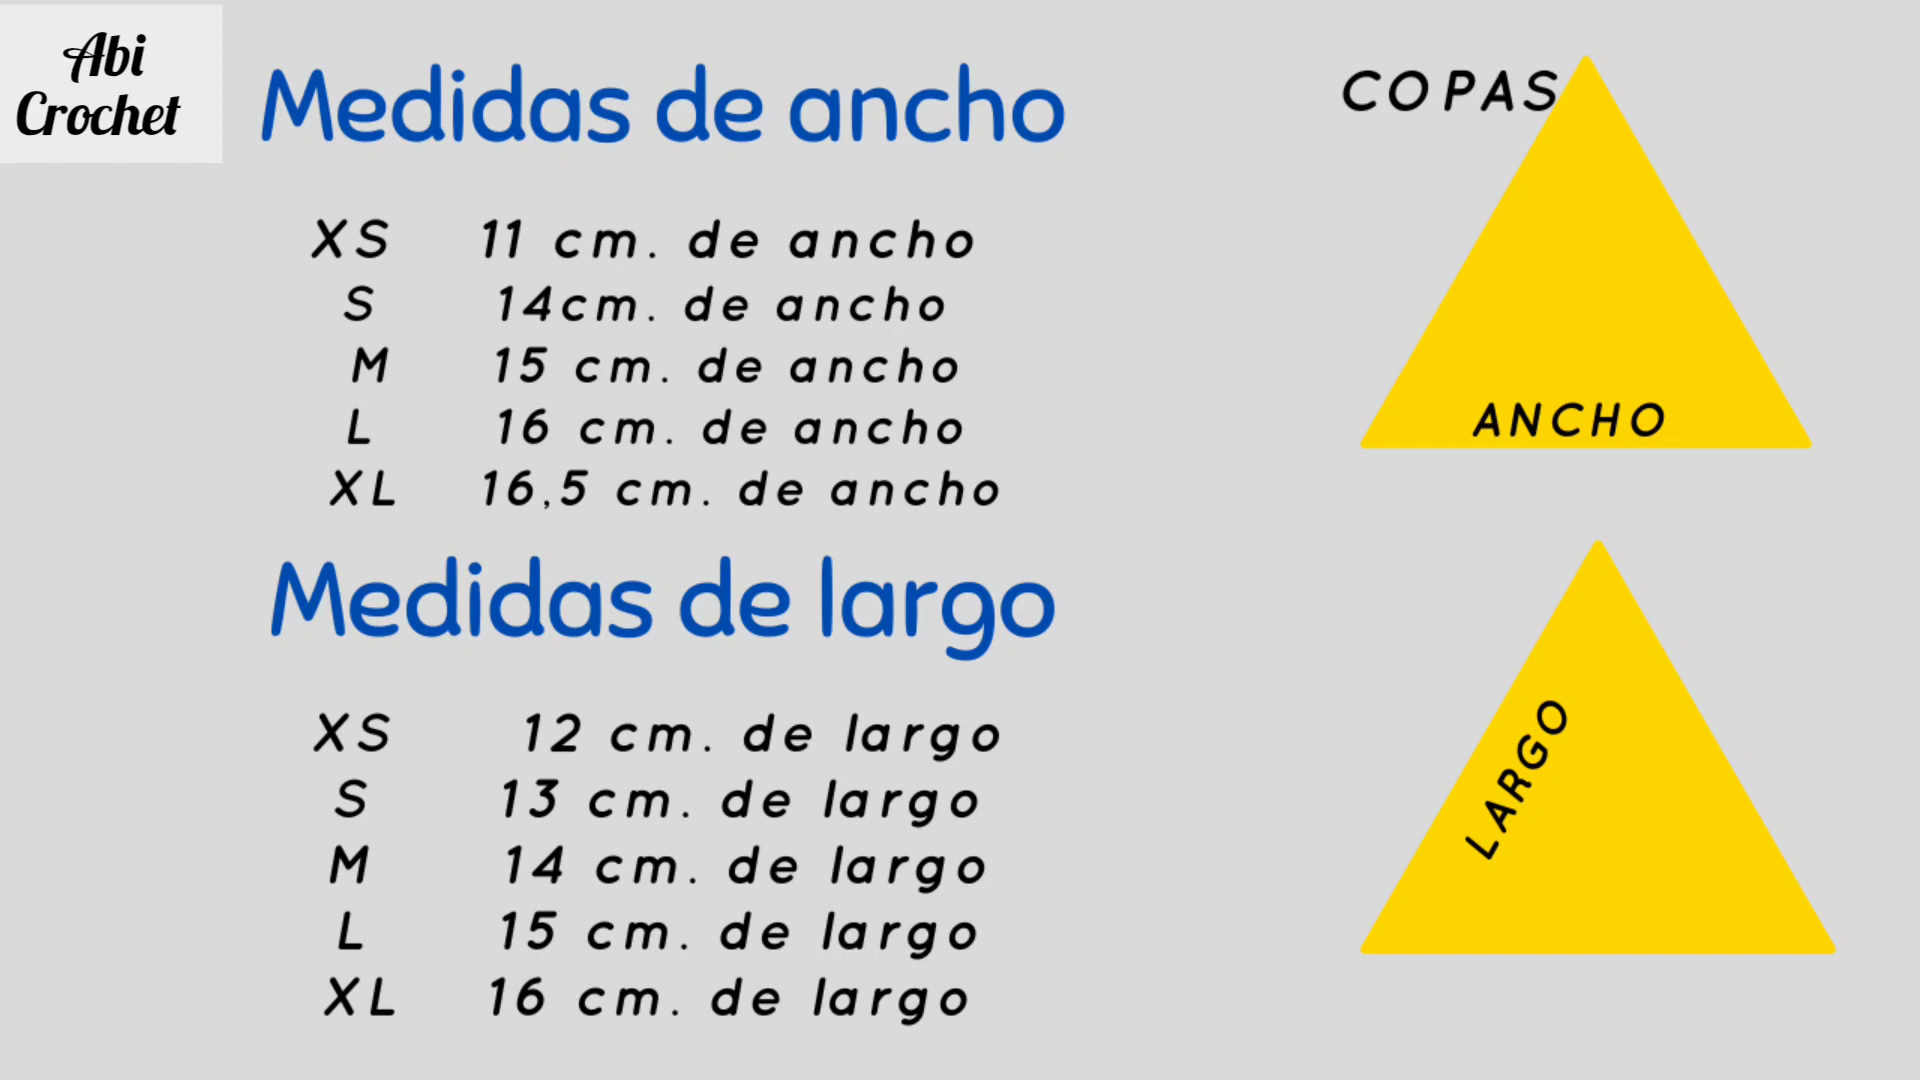 Abi
Crochet
Medidas de ancho
XS 11 cm. de ancho
S 14cm. de ancho
M 15 cm. de ancho
L 16 cm. de ancho
XL 16,5 cm. de ancho
Medidas de largo
XS 12 cm. de largo
S 13 cm. de largo
M 14 cm. de largo
L 15 cm. de largo
XL 16 cm. de largo
COPAS
ANCHO
LARGO